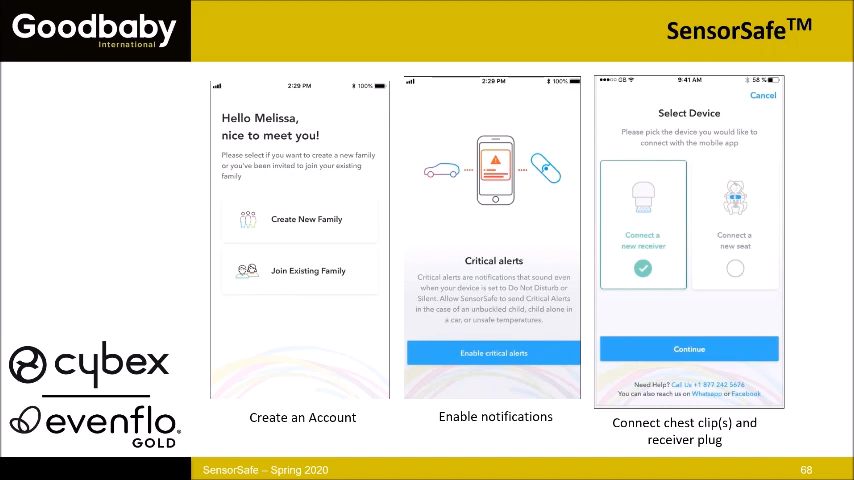 Goodbaby
International
SensorSafe™
2:29 PM
100%
Hello Melissa,
nice to meet you!
Please select if you want to create a new family
or you've been invited to join your existing
family
Create New Family
Join Existing Family
Create an Account
2:29 PM
100%
Critical alerts
Critical alerts are notifications that sound even
when your device is set to Do Not Disturb or
Silent. Allow SensorSafe to send Critical Alerts
in the case of an unbuckled child, child alone in
a car, or unsafe temperatures.
Enable critical alerts
Enable notifications
GB
9:41 AM
58 %
Cancel
Select Device
Please pick the device you would like to
connect with the mobile app
Connect a
new receiver
Connect a
new seat
Continue
Need Help? Call Us +1 877 242 5676
You can also reach us on Whatsapp or Facebook
Connect chest clip(s) and
receiver plug
cybex
evenflo®
GOLD
SensorSafe – Spring 2020
68